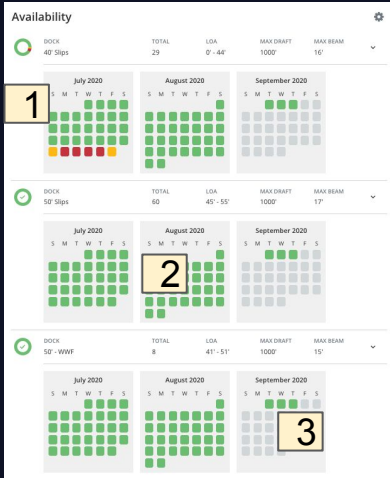 Availability
DOCK TOTAL LOA MAX DRAFT MAX BEAM
40' Slips 29 0' - 44' 1000' 16'
July 2020 August 2020 September 2020
S M T W T F S S M T W T F S S M T W T F S
1
DOCK TOTAL LOA MAX DRAFT MAX BEAM
50' Slips 60 45' - 55' 1000' 17'
July 2020 August 2020 September 2020
S M T W T F S S M T W T F S S M T W T F S
2
DOCK TOTAL LOA MAX DRAFT MAX BEAM
50' - WWF 8 41' - 51' 1000' 15'
July 2020 August 2020 September 2020
S M T W T F S S M T W T F S S M T W T F S
3